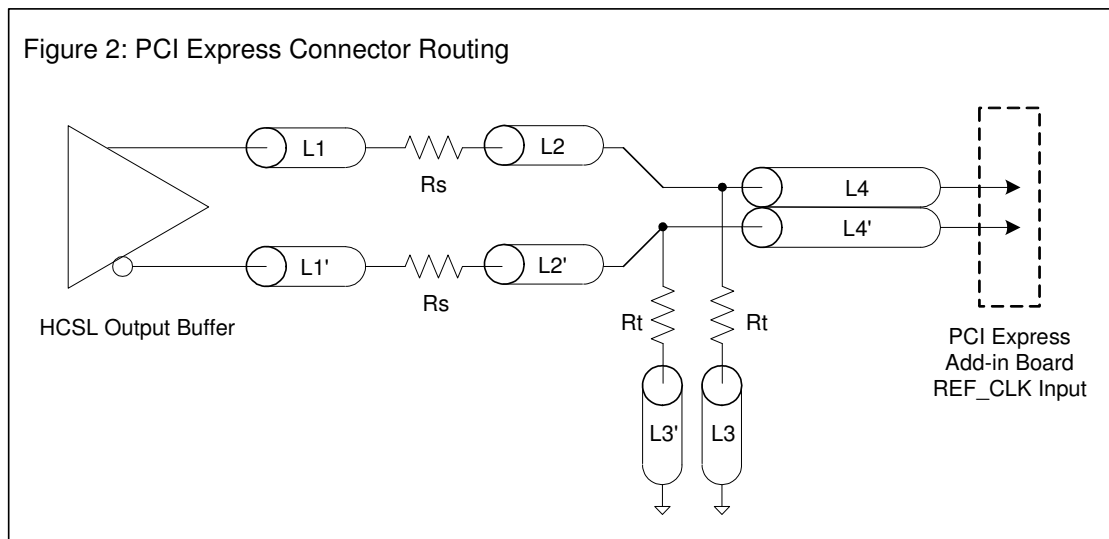 Figure 2: PCI Express Connector Routing
L1
Rs
L2
L4
L4'
L1'
Rs
L2'
HCSL Output Buffer
Rt
Rt
L3'
L3
PCI Express
Add-in Board
REF_CLK Input